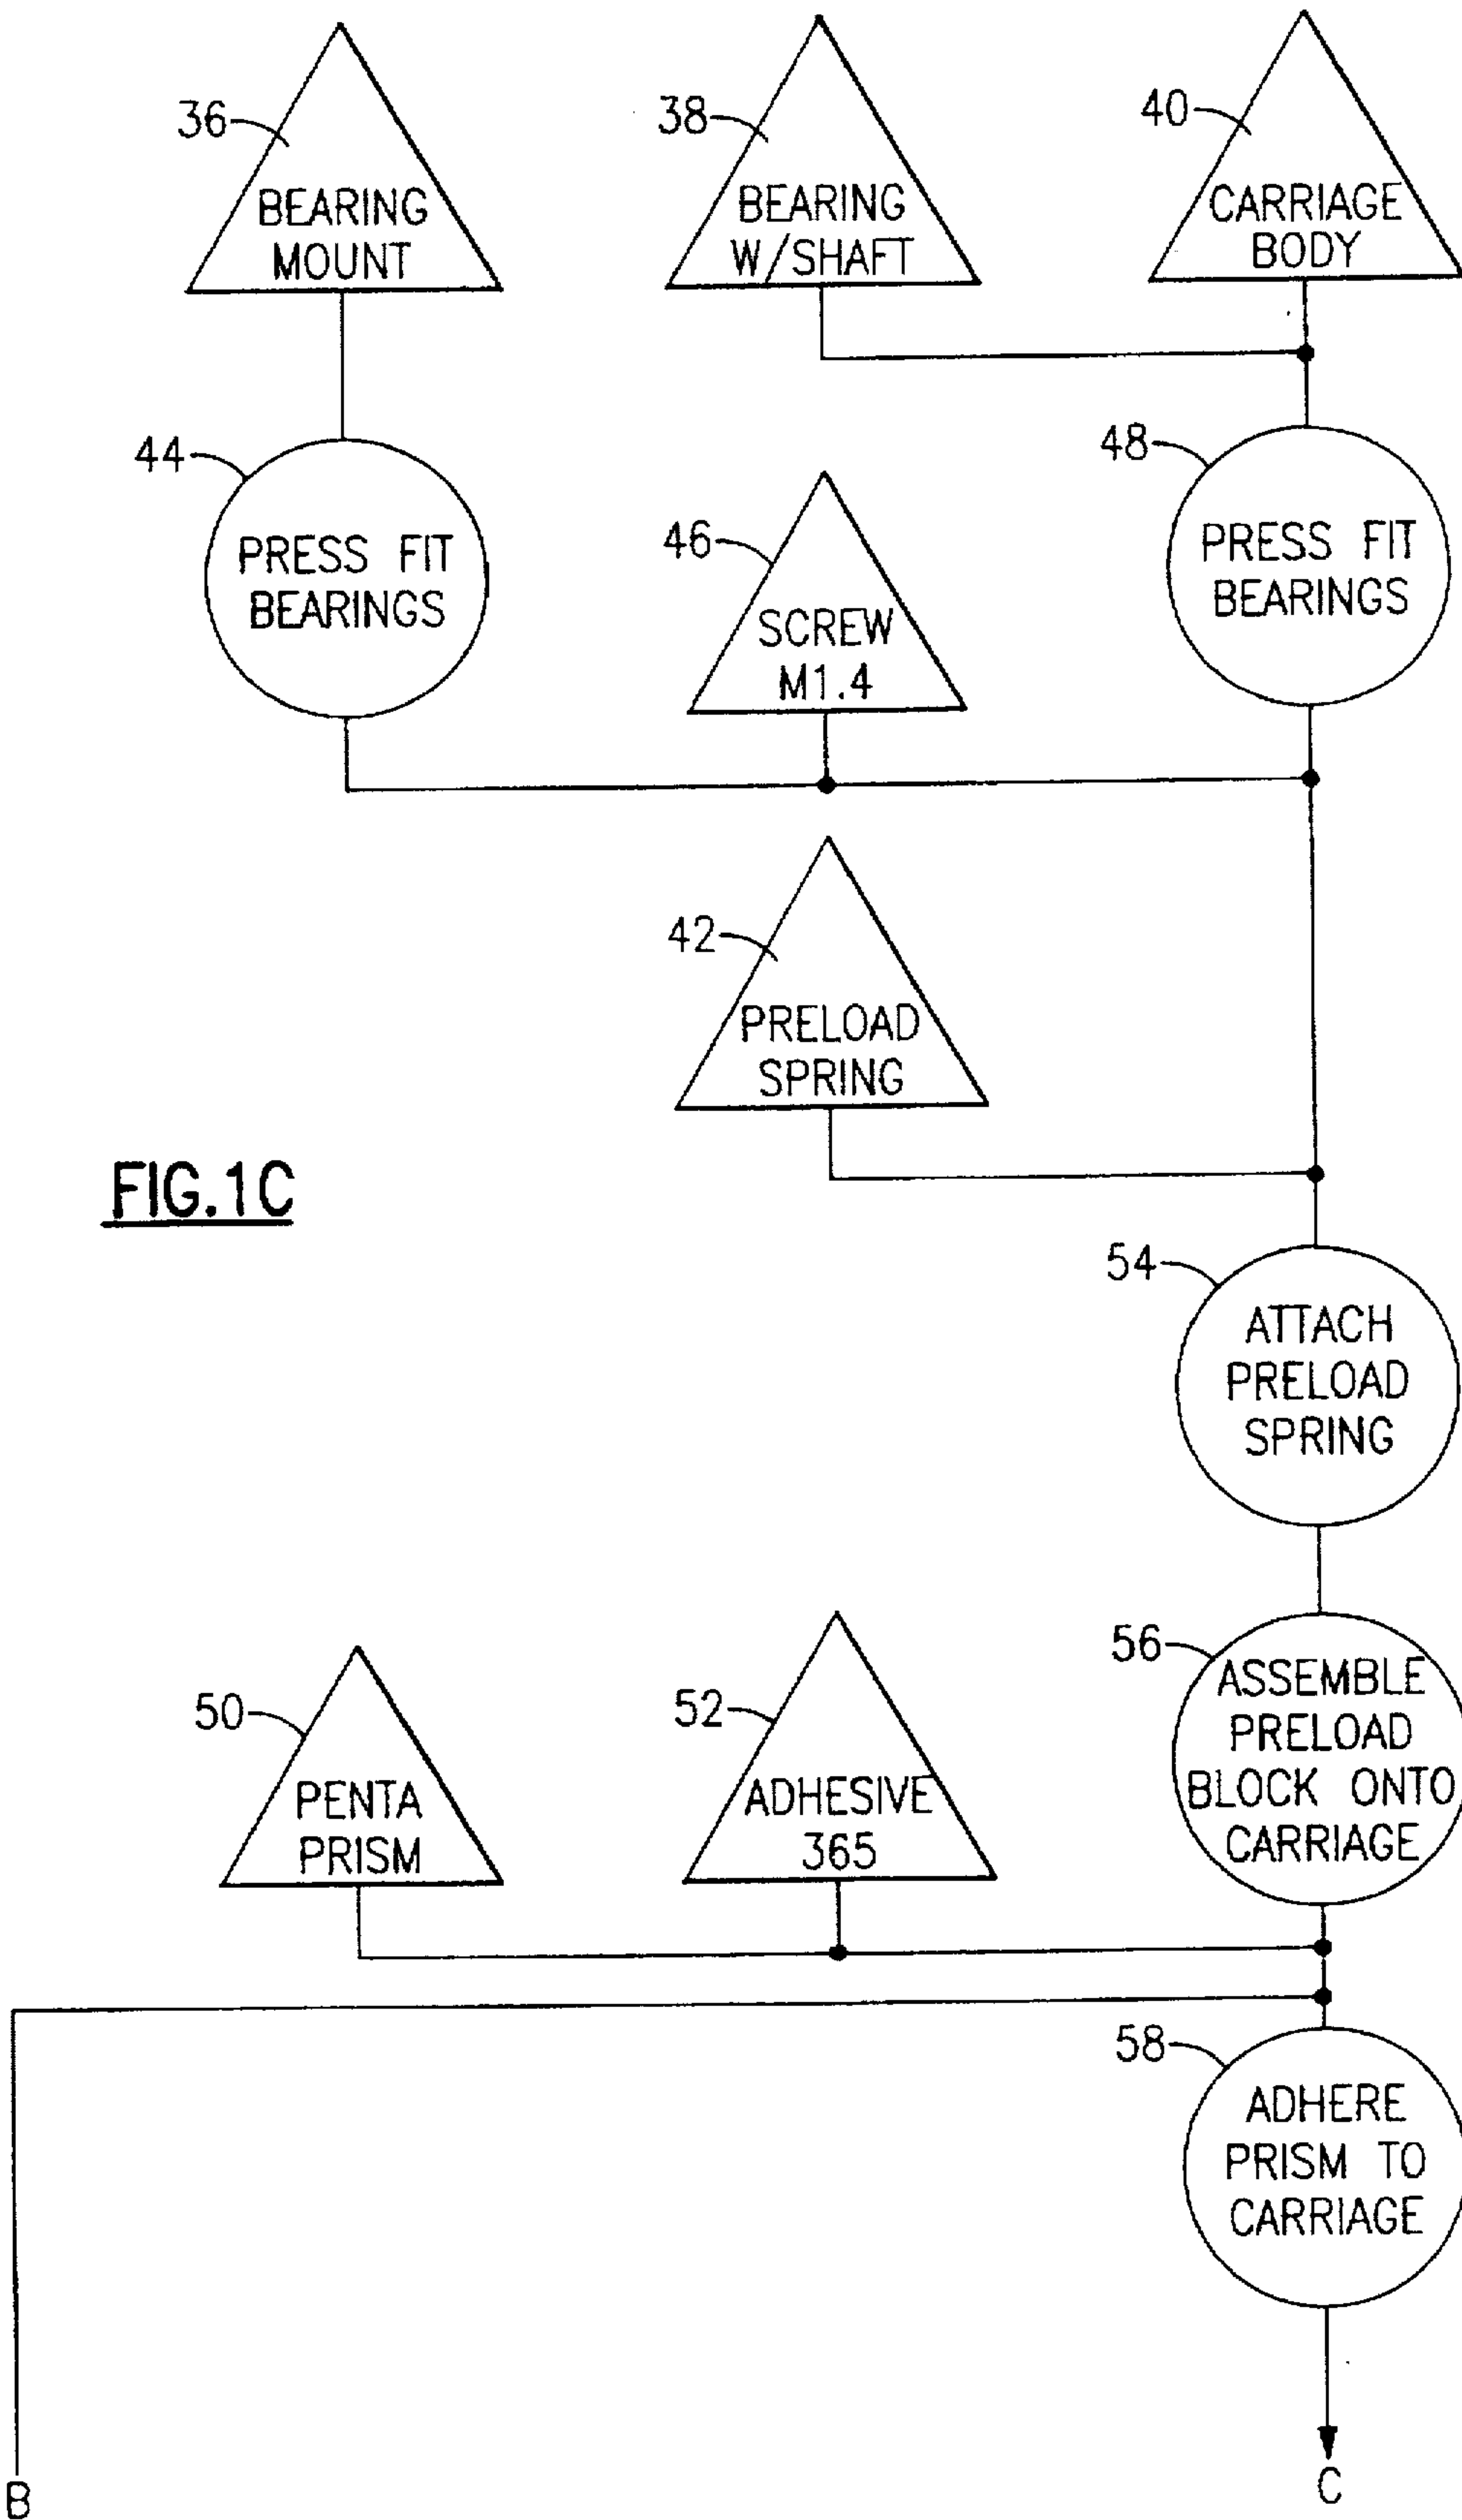 36
BEARING
MOUNT
38
BEARING
W/SHAFT
40
CARRIAGE
BODY
44
PRESS FIT
BEARINGS
46
SCREW
M1.4
48
PRESS FIT
BEARINGS
42
PRELOAD
SPRING
FIG.1C
54
ATTACH
PRELOAD
SPRING
50
PENTA
PRISM
52
ADHESIVE
365
56
ASSEMBLE
PRELOAD
BLOCK ONTO
CARRIAGE
58
ADHERE
PRISM TO
CARRIAGE
B
C